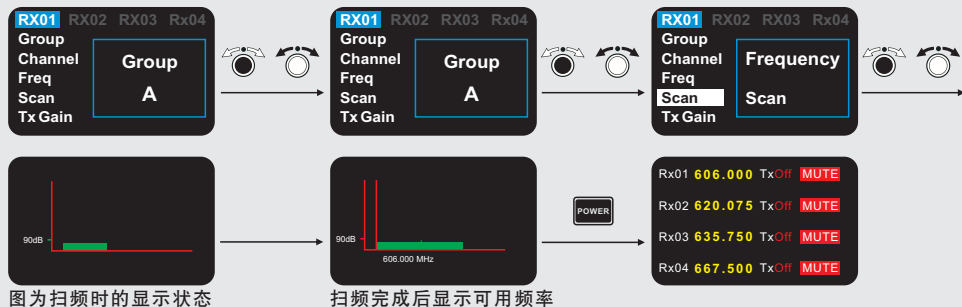 RX01 RX02 RX03 Rx04
Group
Channel
Freq
Scan
Tx Gain
Group
A
RX01 RX02 RX03 Rx04
Group
Channel
Freq
Scan
Tx Gain
Group
A
RX01 RX02 RX03 Rx04
Group
Channel
Freq
Scan
Tx Gain
Frequency
Scan
90dB
图为扫频时的显示状态
90dB
606.000 MHz
扫频完成后显示可用频率
POWER
Rx01 606.000 TxOff MUTE
Rx02 620.075 TxOff MUTE
Rx03 635.750 TxOff MUTE
Rx04 667.500 TxOff MUTE